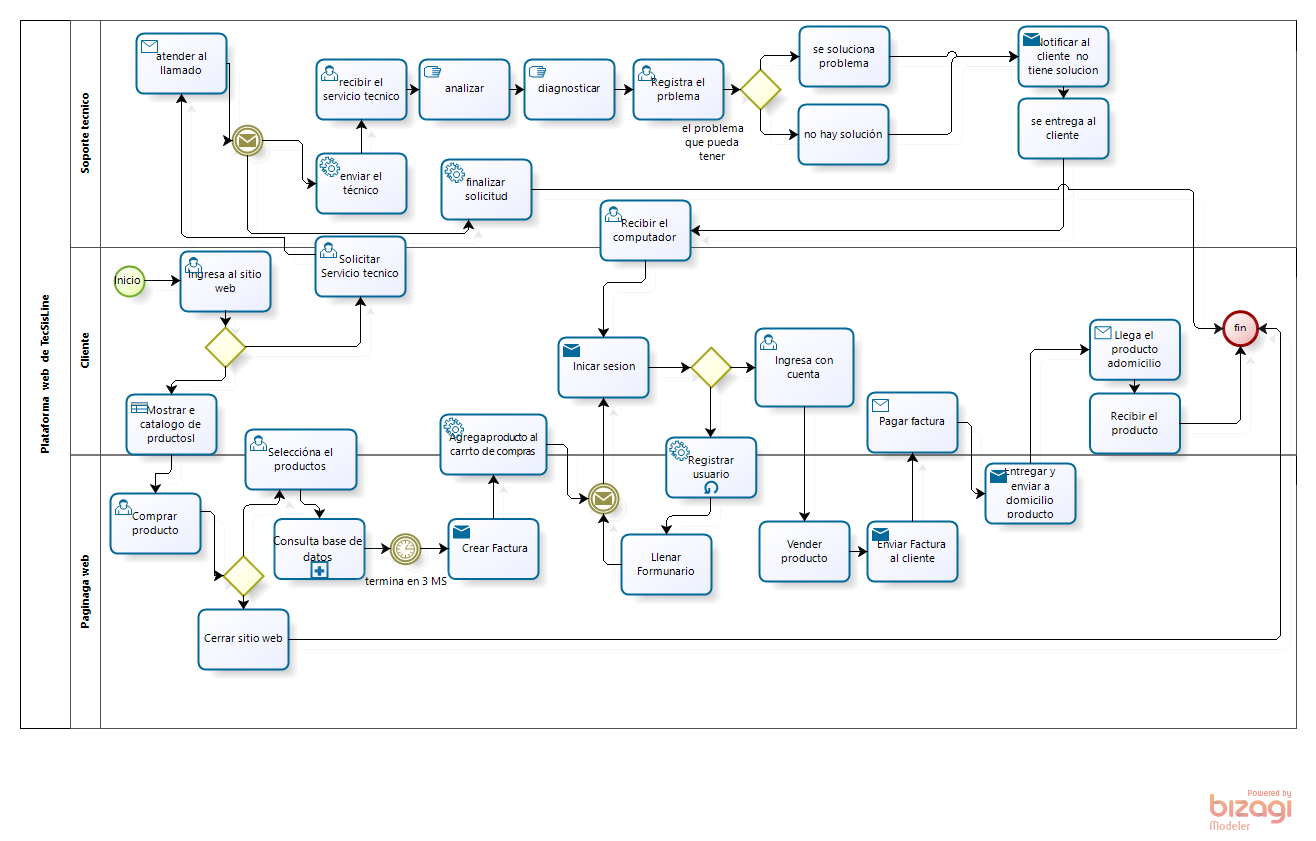 Plataforma web de TecSisLine
Soporte tecnico
atender al
llamado
recibir el
servicio tecnico
analizar
diagnosticar
Registra el
prblema
el problema
que pueda
tener
se soluciona
problema
no hay solución
Notificar al
cliente no
tiene solucion
se entrega al
cliente
enviar el
técnico
finalizar
solicitud
Recibir el
computador
Cliente
Inicio
Ingresa al sitio
web
Solicitar
Servicio tecnico
Mostrar e
catalogo de
prductosl
Inicar sesion
Ingresa con
cuenta
Pagar factura
Llega el
producto
adomicilio
Recibir el
producto
fin
Paginaga web
Seleccióna el
productos
Agregaproducto al
carrto de compras
Registrar
usuario
Entregar y
enviar a
domicilio
producto
Comprar
producto
Consulta base de
datos
termina en 3 MS
Crear Factura
Llenar
Formunario
Vender
producto
Enviar Factura
al cliente
Cerrar sitio web
Powered by
bizagi
Modeler